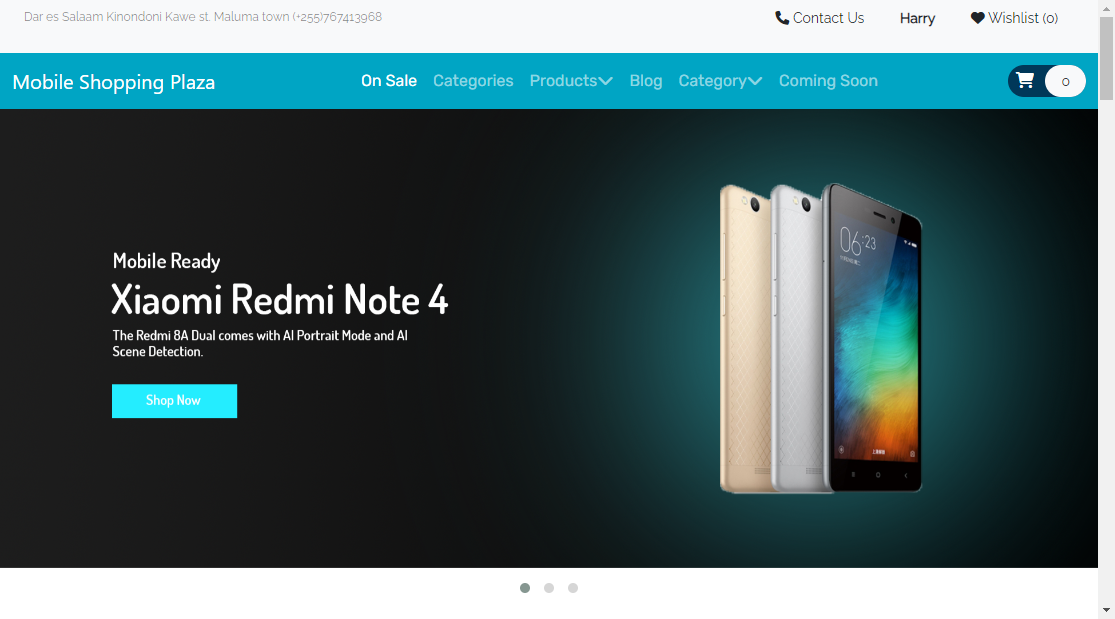 Dar es Salaam Kinondoni Kawe st. Maluma town (+255)767413968
Contact Us
Harry
Wishlist (0)
Mobile Shopping Plaza
On Sale
Categories
Products
Blog
Category
Coming Soon
0
Mobile Ready
Xiaomi Redmi Note 4
The Redmi 8A Dual comes with AI Portrait Mode and AI
Scene Detection.
Shop Now
06:23